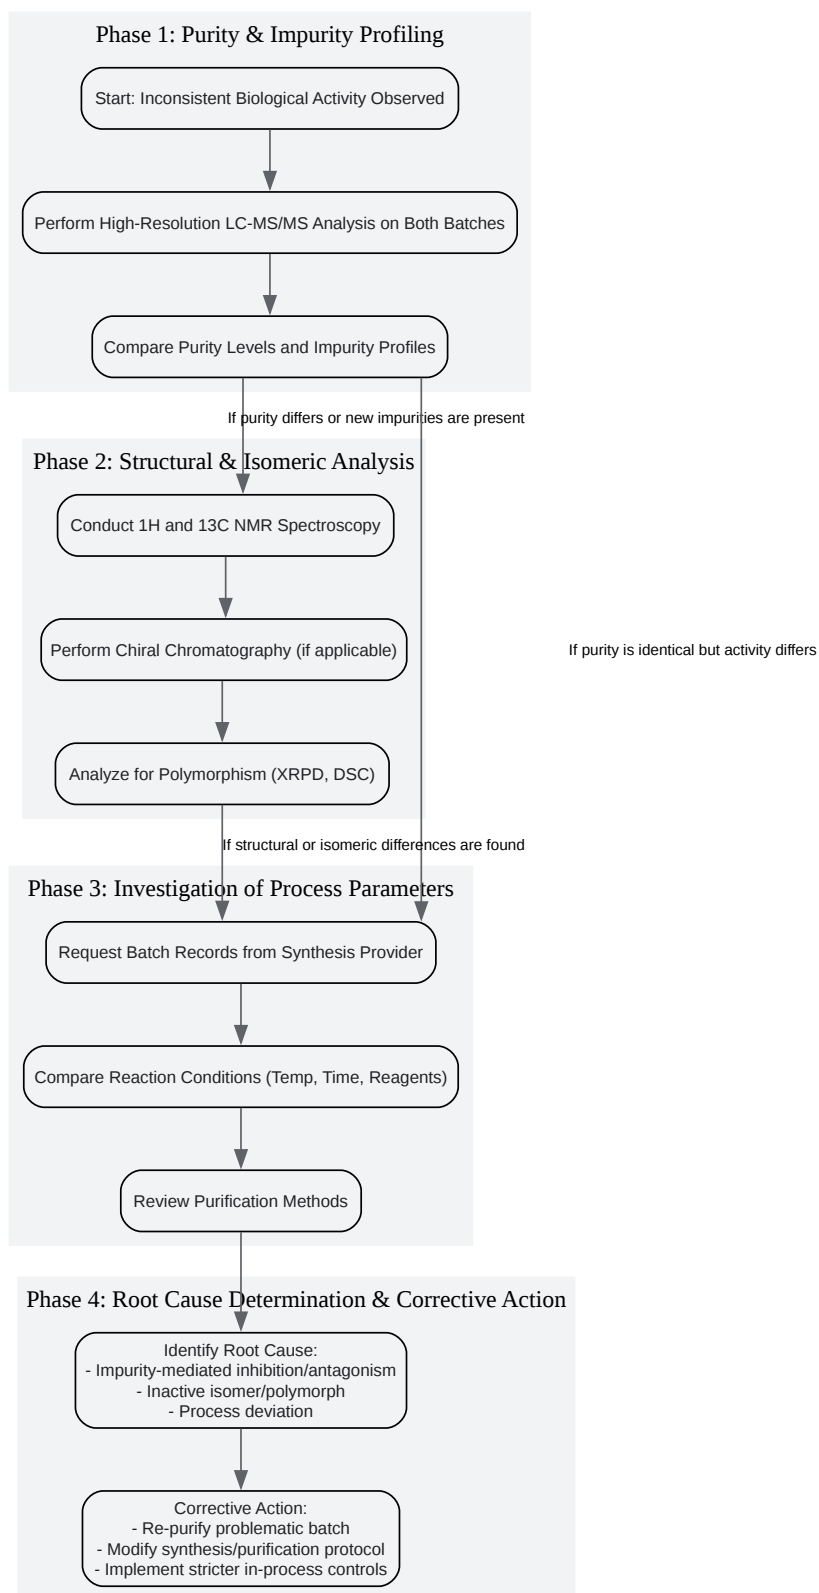 Phase 1: Purity & Impurity Profiling
Start: Inconsistent Biological Activity Observed
Perform High-Resolution LC-MS/MS Analysis on Both Batches
Compare Purity Levels and Impurity Profiles
If purity differs or new impurities are present
Phase 2: Structural & Isomeric Analysis
Conduct 1H and 13C NMR Spectroscopy
Perform Chiral Chromatography (if applicable)
If purity is identical but activity differs
Analyze for Polymorphism (XRPD, DSC)
If structural or isomeric differences are found
Phase 3: Investigation of Process Parameters
Request Batch Records from Synthesis Provider
Compare Reaction Conditions (Temp, Time, Reagents)
Review Purification Methods
Phase 4: Root Cause Determination & Corrective Action
Identify Root Cause:
- Impurity-mediated inhibition/antagonism
- Inactive isomer/polymorph
- Process deviation
Corrective Action:
- Re-purify problematic batch
- Modify synthesis/purification protocol
- Implement stricter in-process controls